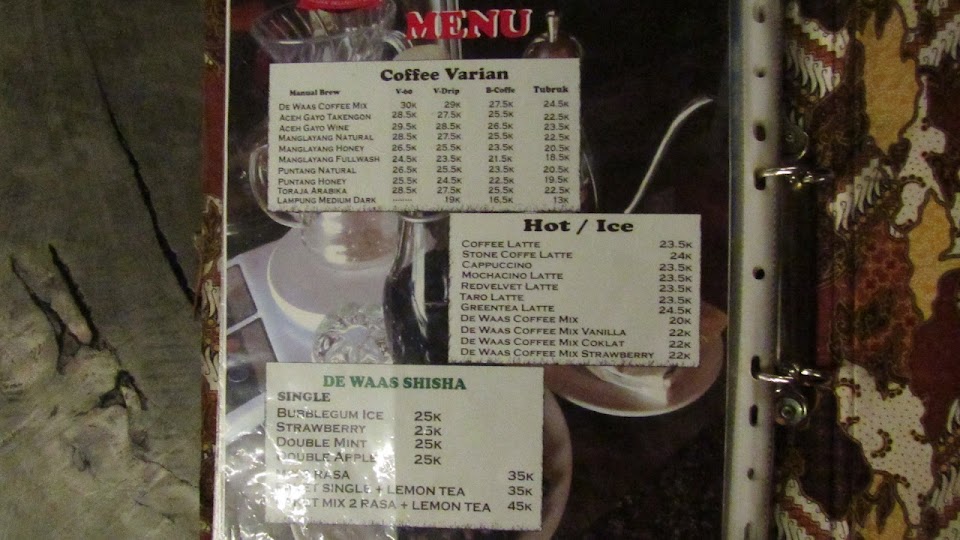 MENU
Coffee Varian
Manual Brew V-60 V-Drip B-Coffe Tubruk
DE WAAS COFFEE MIX 30K 29K 27.5K 24.5K
ACEH GAYO TAKENGON 28.5K 27.5K 25.5K 22.5K
ACEH GAYO WINE 29.5K 28.5K 26.5K 23.5K
MANGLAYANG NATURAL 28.5K 27.5K 25.5K 22.5K
MANGLAYANG HONEY 26.5K 25.5K 23.5K 20.5K
MANGLAYANG FULLWASH 24.5K 23.5K 21.5K 18.5K
PUNTANG NATURAL 26.5K 25.5K 23.5K 20.5K
PUNTANG HONEY 25.5K 24.5K 22.5K 19.5K
TORAJA ARABIKA 28.5K 27.5K 25.5K 22.5K
LAMPUNG MEDIUM DARK ------ 19K 16,5K 13K
Hot / Ice
COFFEE LATTE 23.5K
STONE COFFE LATTE 24K
CAPPUCCINO 23.5K
MOCHACINO LATTE 23.5K
REDVELVET LATTE 23.5K
TARO LATTE 23.5K
GREENTEA LATTE 24.5K
DE WAAS COFFEE MIX 20K
DE WAAS COFFEE MIX VANILLA 22K
DE WAAS COFFEE MIX COKLAT 22K
DE WAAS COFFEE MIX STRAWBERRY 22K
DE WAAS SHISHA
SINGLE
BUBBLEGUM ICE 25K
STRAWBERRY 25K
DOUBLE MINT 25K
DOUBLE APPLE 25K
RASA 35K
SINGLE + LEMON TEA 35K
MIX 2 RASA + LEMON TEA 45K